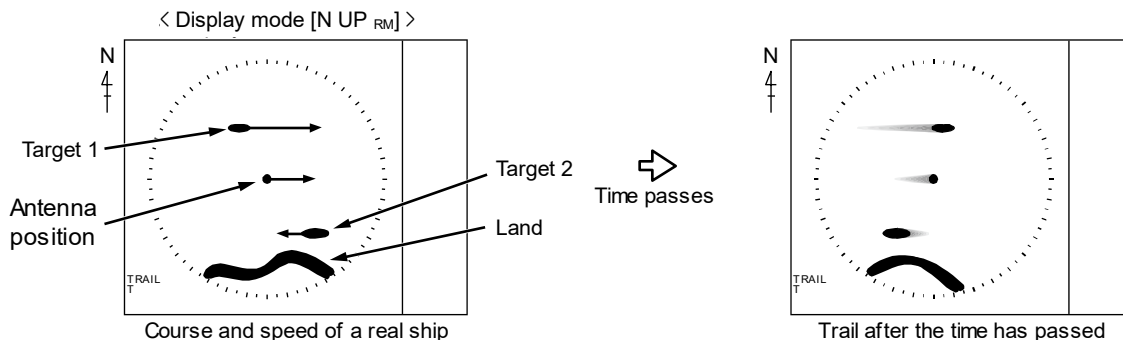 < Display mode [N UP RM] >
N
Target 1
Antenna
position
Target 2
Land
TRAIL
T
Course and speed of a real ship
Time passes
N
TRAIL
T
Trail after the time has passed